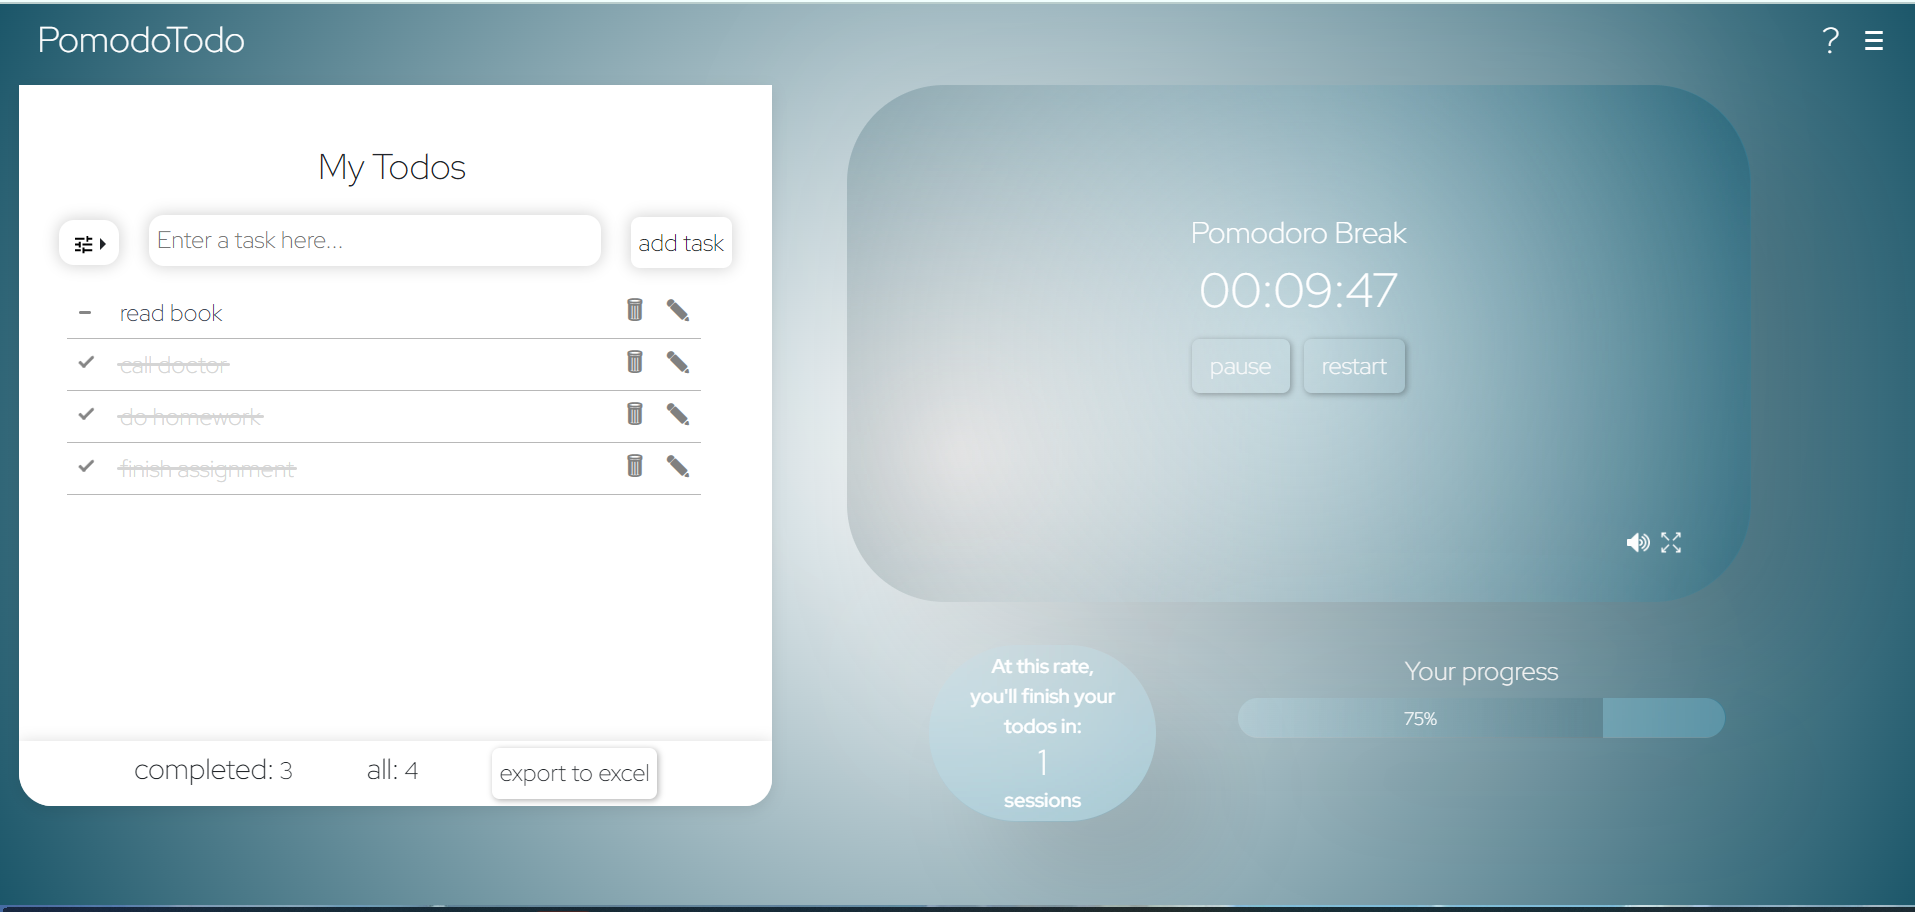 PomodoTodo
?
My Todos
Enter a task here...
add task
read book
call doctor
do homework
finish assignment
completed: 3
all: 4
export to excel
Pomodoro Break
00:09:47
pause
restart
At this rate,
you'll finish your
todos in:
1
sessions
Your progress
75%